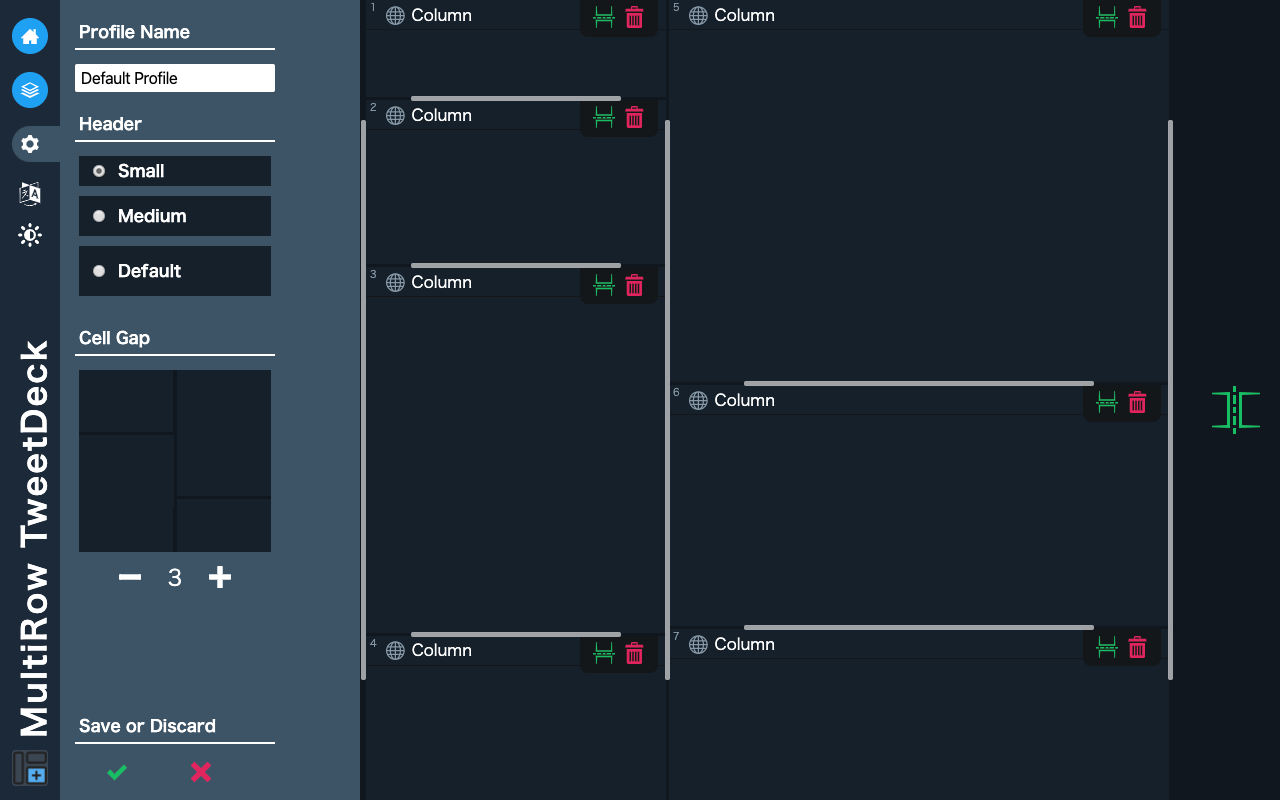 MultiRow TweetDeck
Profile Name
Default Profile
Header
Small
Medium
Default
Cell Gap
3
Save or Discard
1 Column
2 Column
3 Column
4 Column
5 Column
6 Column
7 Column
A